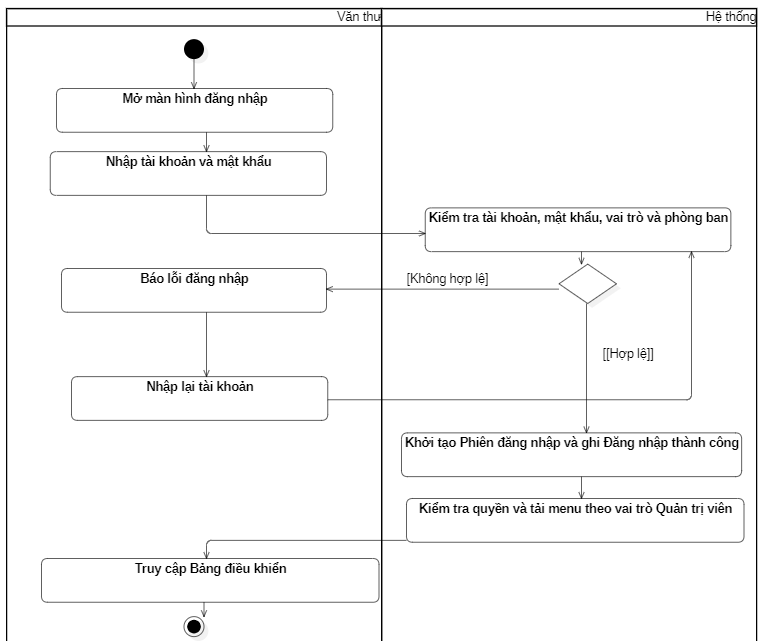 Văn thư
Hệ thống
Mở màn hình đăng nhập
Nhập tài khoản và mật khẩu
Kiểm tra tài khoản, mật khẩu, vai trò và phòng ban
Báo lỗi đăng nhập
[Không hợp lệ]
[[Hợp lệ]]
Nhập lại tài khoản
Khởi tạo Phiên đăng nhập và ghi Đăng nhập thành công
Kiểm tra quyền và tải menu theo vai trò Quản trị viên
Truy cập Bảng điều khiển